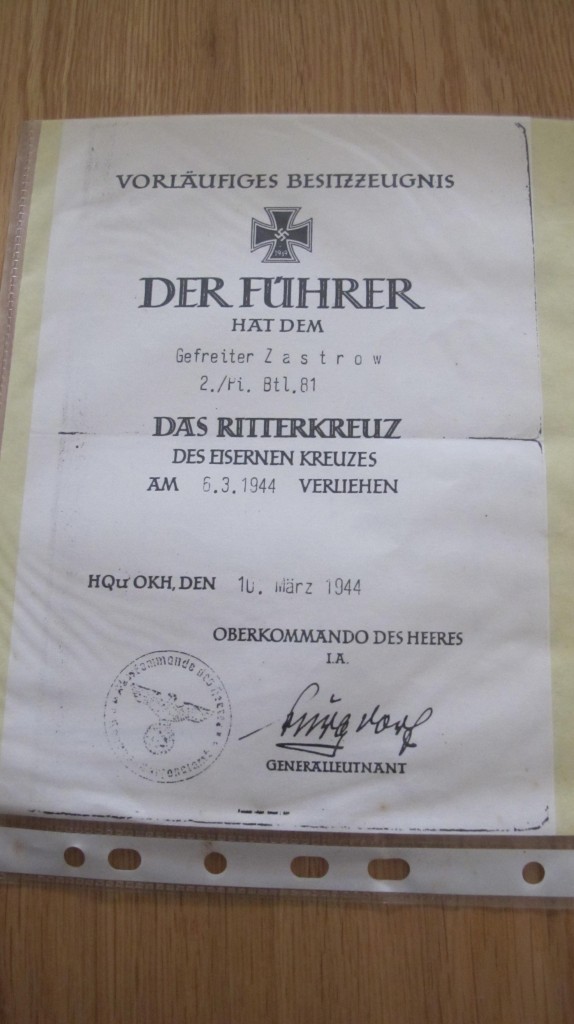 VORLÄUFIGES BESITZZEUGNIS
DER FÜHRER
HAT DEM
Gefreiter Zastrow
2./Pi. Btl.81
DAS RITTERKREUZ
DES EISERNEN KREUZES
AM 6.3.1944 VERLIEHEN
HQu OKH, DEN 10. März 1944
OBERKOMMANDO DES HEERES
I.A.
Burgdorf
GENERALLEUTNANT